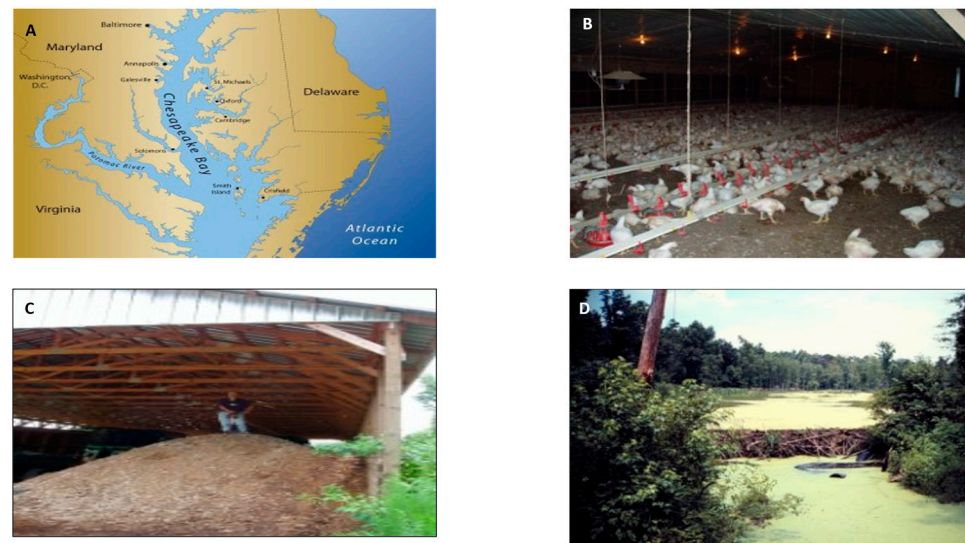 A
Baltimore
Maryland
Annapolis
Washington,
D.C.
Galesville
St. Michaels
Oxford
Cambridge
Delaware
Chesapeake Bay
Solomons
Potomac River
Smith
Island
Crisfield
Virginia
Atlantic
Ocean
B
C
D